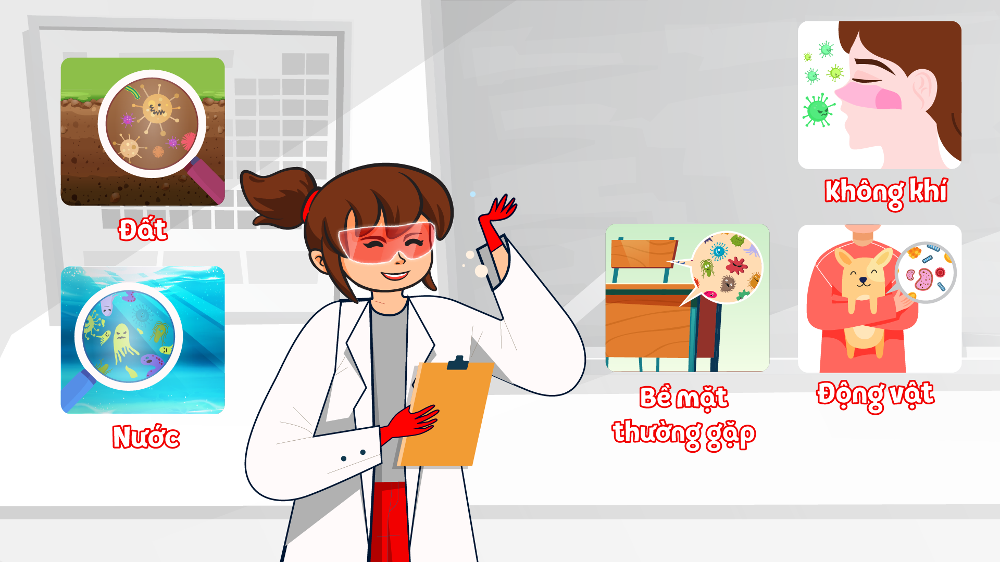 Đất
Nước
Không khí
Bề mặt
thường gặp
Động vật